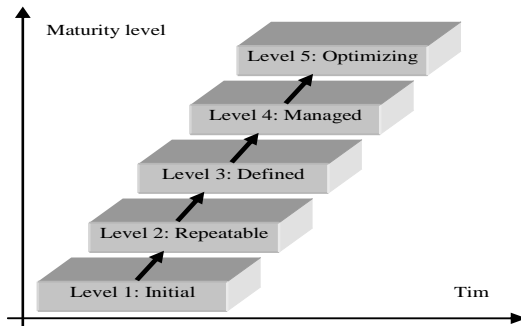 Maturity level
Level 5: Optimizing
Level 4: Managed
Level 3: Defined
Level 2: Repeatable
Level 1: Initial
Tim